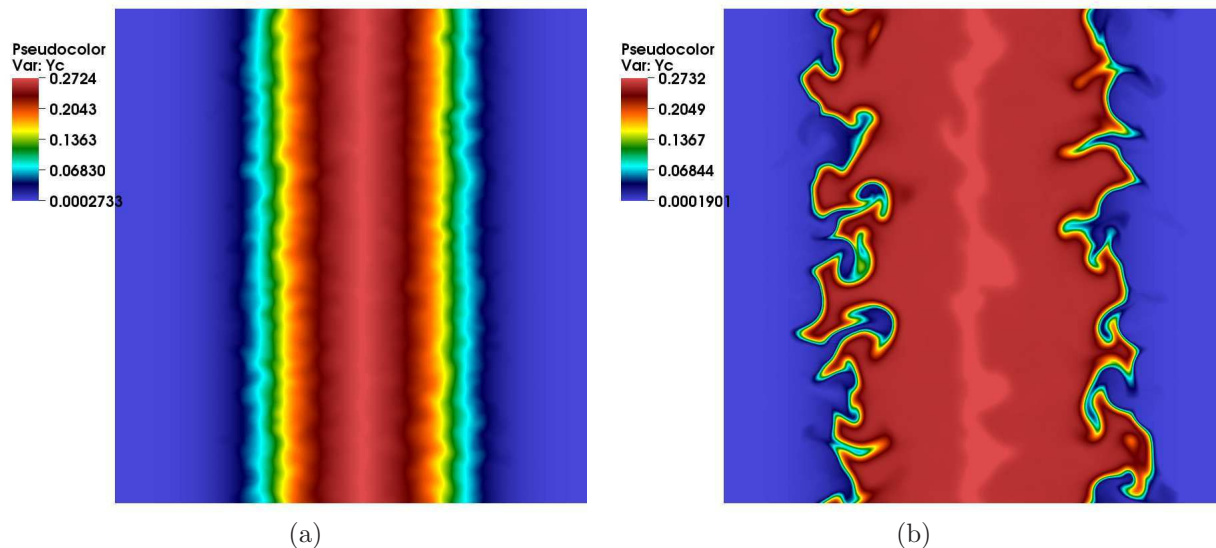 Pseudocolor
Var: Yc
0.2724
0.2043
0.1363
0.06830
0.0002733
(a)
Pseudocolor
Var: Yc
0.2732
0.2049
0.1367
0.06844
0.0001901
(b)